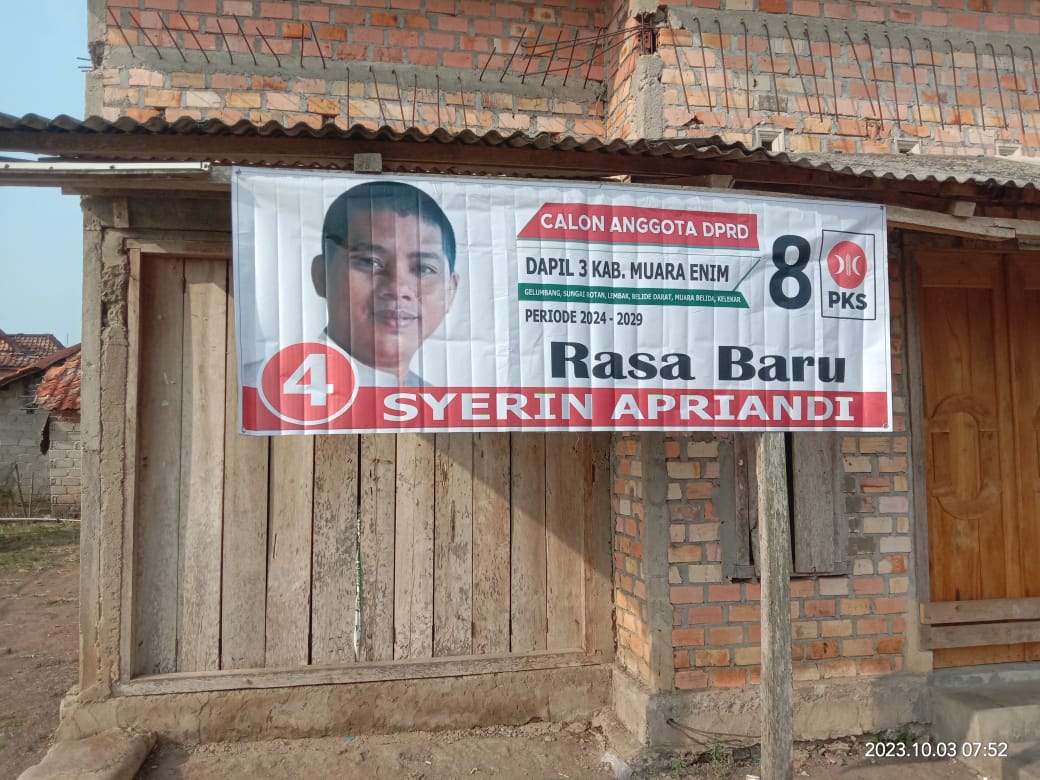 CALON ANGGOTA DPRD
DAPIL 3 KAB. MUARA ENIM
GELUMBANG, SUNGAI ROTAN, LEMBAK, BELIDE DARAT, MUARA BELIDA, KELEKAR
PERIODE 2024 - 2029
8
PKS
Rasa Baru
4
SYERIN APRIANDI
2023.10.03 07:52